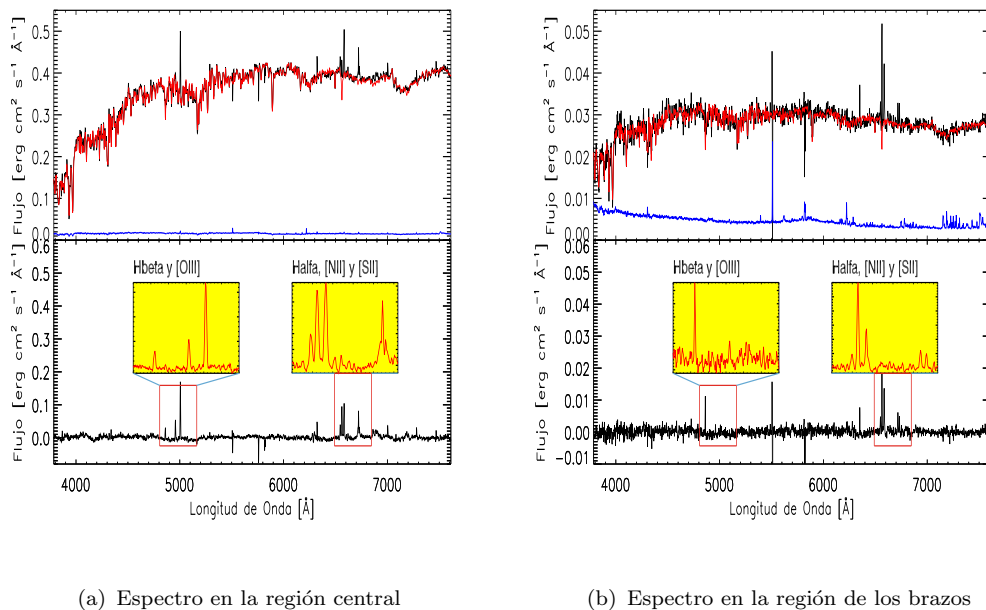 0.5
0.4
0.3
0.2
0.1
0.0
Flujo [erg cm² s⁻¹ Å⁻¹]
0.6
0.5
0.4
0.3
0.2
0.1
0.0
Flujo [erg cm² s⁻¹ Å⁻¹]
Hbeta y [OIII]
Halfa, [NII] y [SII]
4000 5000 6000 7000
Longitud de Onda [Å]
(a) Espectro en la región central
0.05
0.04
0.03
0.02
0.01
0.00
Flujo [erg cm² s⁻¹ Å⁻¹]
0.06
0.05
0.04
0.03
0.02
0.01
0.00
−0.01
Flujo [erg cm² s⁻¹ Å⁻¹]
Hbeta y [OIII]
Halfa, [NII] y [SII]
4000 5000 6000 7000
Longitud de Onda [Å]
(b) Espectro en la región de los brazos